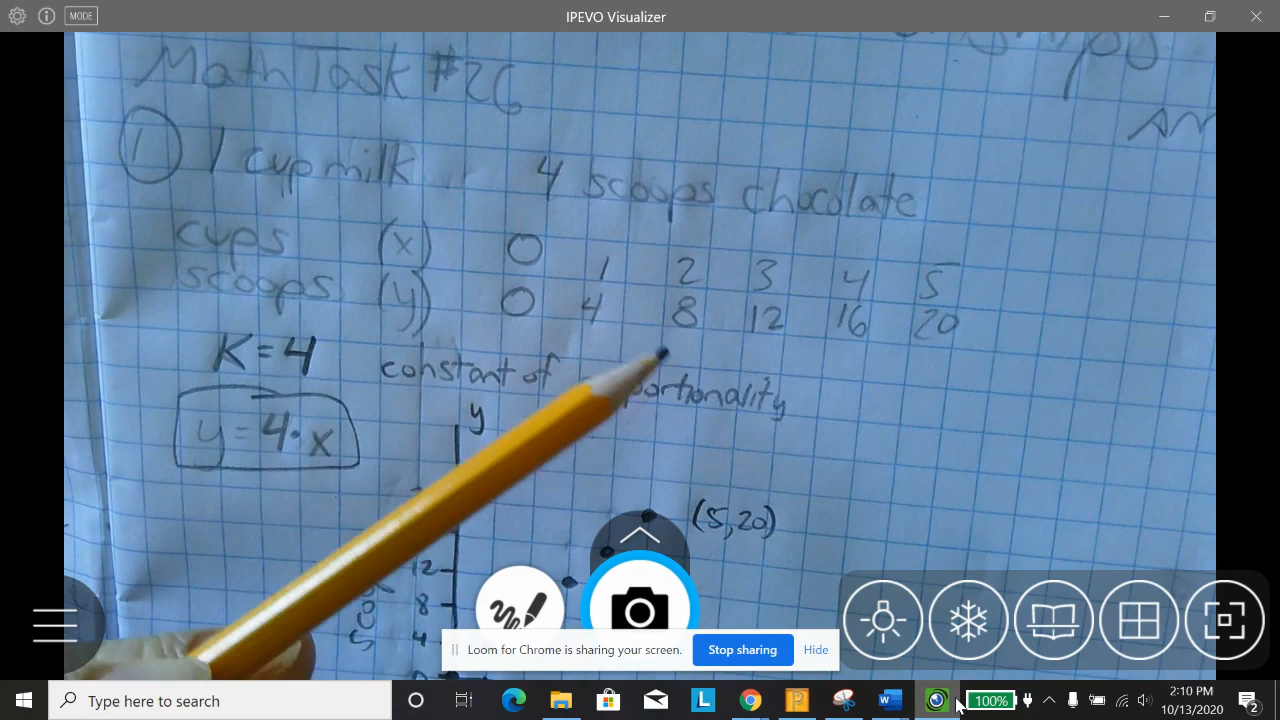 IPEVO Visualizer
MODE
Math Task #26
① 1 cup milk 4 scoops chocolate
cups (x) 0 1 2 3 4 5
scoops (y) 0 4 8 12 16 20
K = 4 constant of
y = 4 · x
y
(5,20)
12
8
4
0
Loom for Chrome is sharing your screen. Stop sharing Hide
Type here to search
100%
2:10 PM
10/13/2020
2